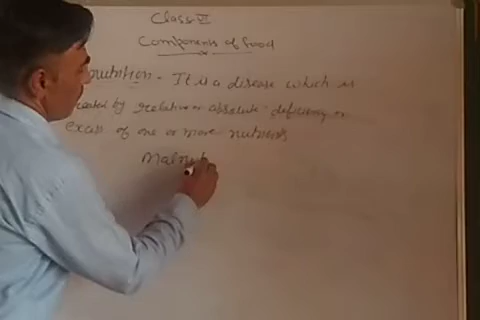 Class-VI
Components of food
nutrition - It is a disease which is
by relative or absolute deficiency or
excess of one or more nutrients
Malnut